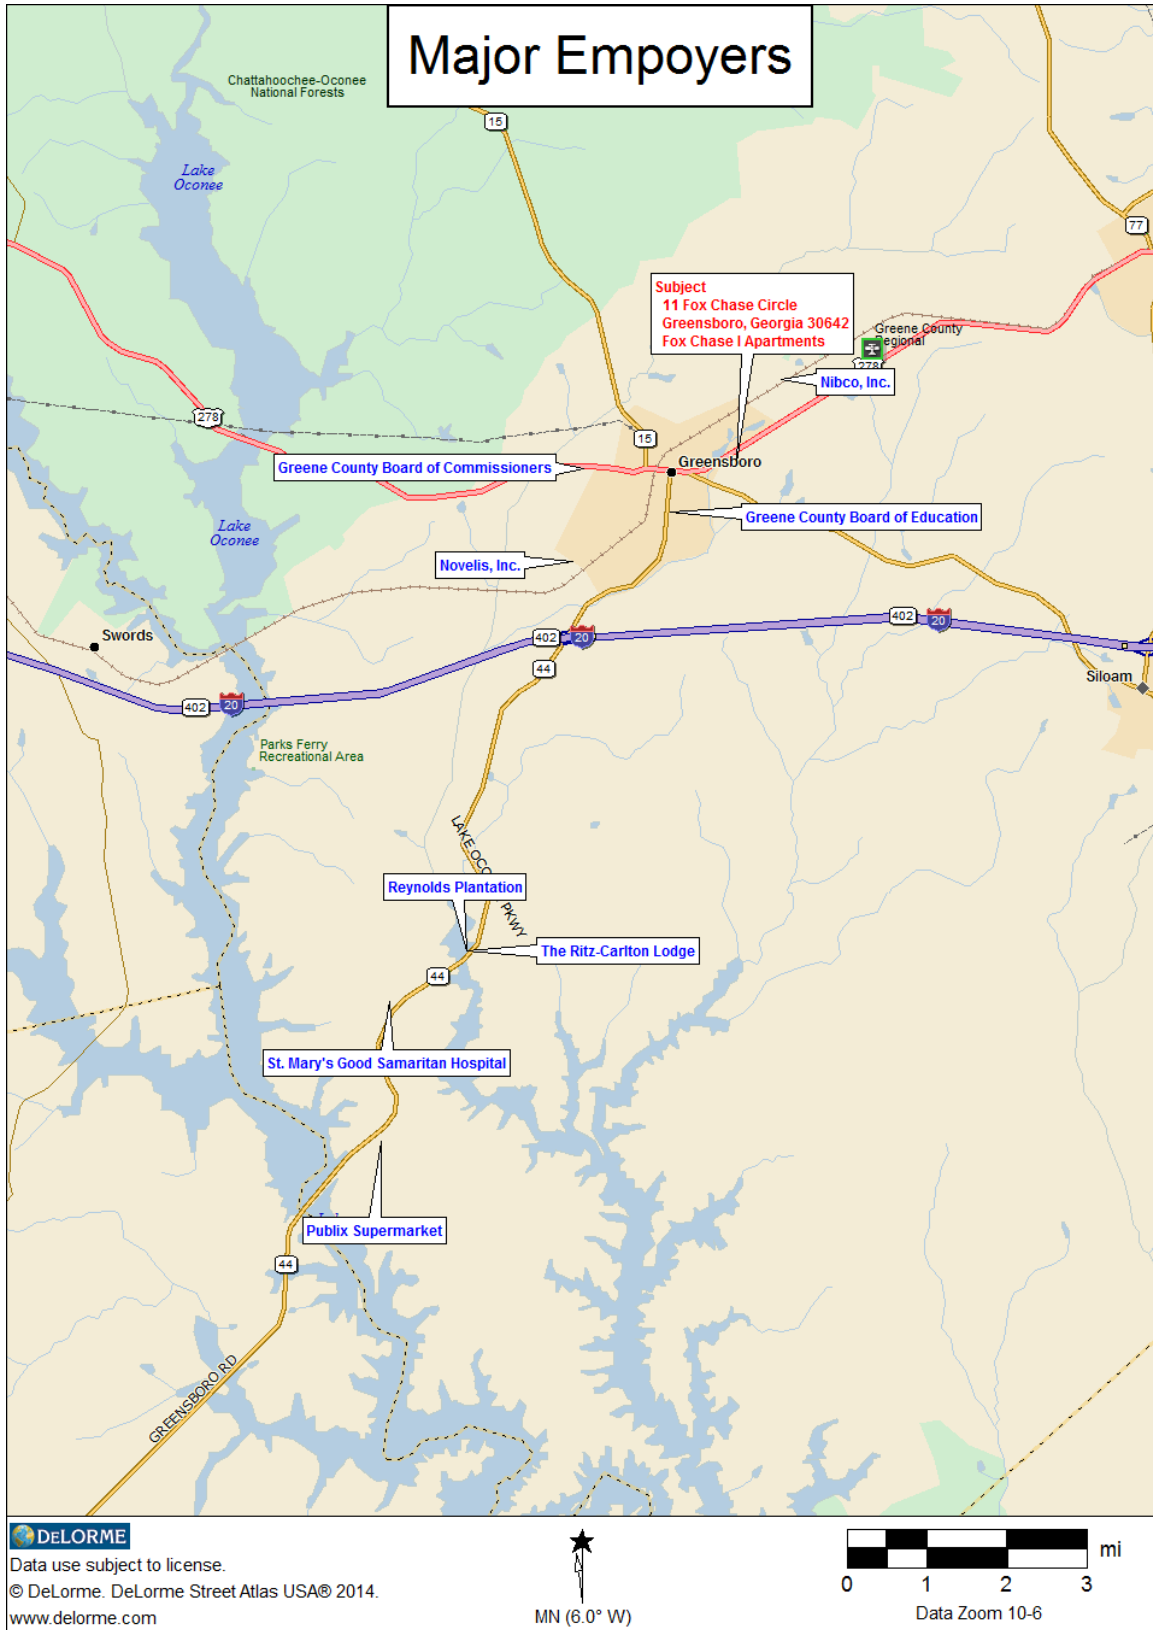 Major Empoyers
Chattahoochee-Oconee
National Forests
15
Lake
Oconee
77
Subject
11 Fox Chase Circle
Greensboro, Georgia 30642
Fox Chase I Apartments
Greene County
Regional
278
Nibco, Inc.
278
15
Greensboro
Greene County Board of Commissioners
Greene County Board of Education
Lake
Oconee
Novelis, Inc.
Swords
402
20
402
20
44
Siloam
402
20
Parks Ferry
Recreational Area
LAKE OCO
PKWY
Reynolds Plantation
The Ritz-Carlton Lodge
44
St. Mary's Good Samaritan Hospital
Publix Supermarket
44
GREENSBORO RD
DELORME
Data use subject to license.
© DeLorme. DeLorme Street Atlas USA® 2014.
www.delorme.com
MN (6.0° W)
mi
0 1 2 3
Data Zoom 10-6